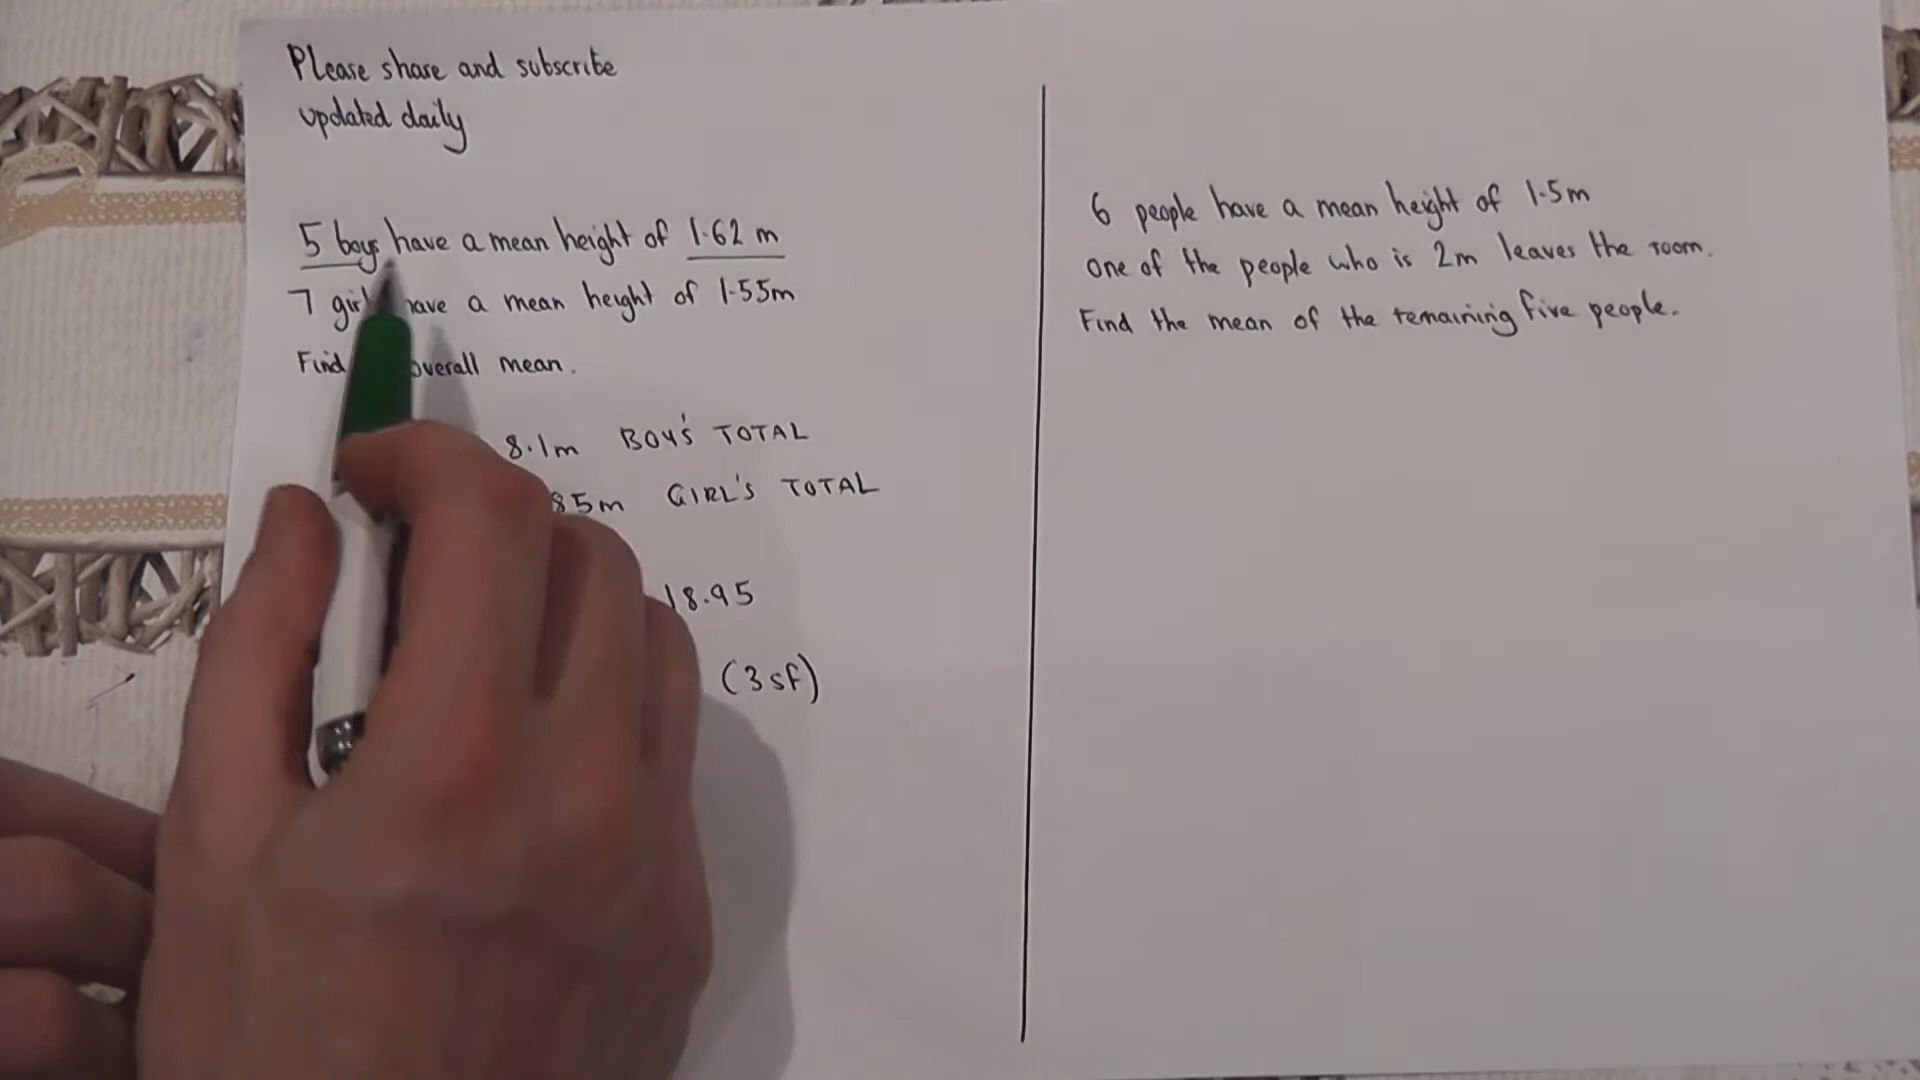 Please share and subscribe
updated daily
5 boys have a mean height of 1.62 m
7 have a mean height of 1.55m
Find overall mean.
8.1m BOY'S TOTAL
85m GIRL'S TOTAL
18.95
(3sf)
6 people have a mean height of 1.5m
one of the people who is 2m leaves the room.
Find the mean of the remaining five people.